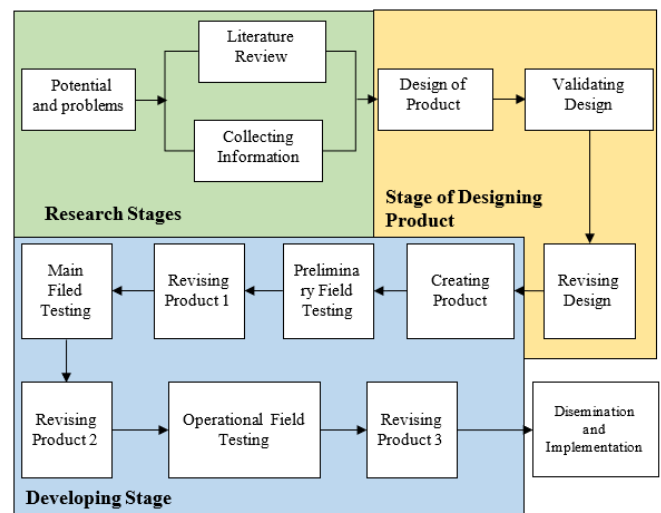 Potential
and problems
Literature
Review
Collecting
Information
Research Stages
Design of
Product
Validating
Design
Stage of Designing
Product
Revising
Design
Creating
Product
Prelimina
ry Field
Testing
Revising
Product 1
Main
Filed
Testing
Revising
Product 2
Operational Field
Testing
Revising
Product 3
Developing Stage
Disemination
and
Implementation